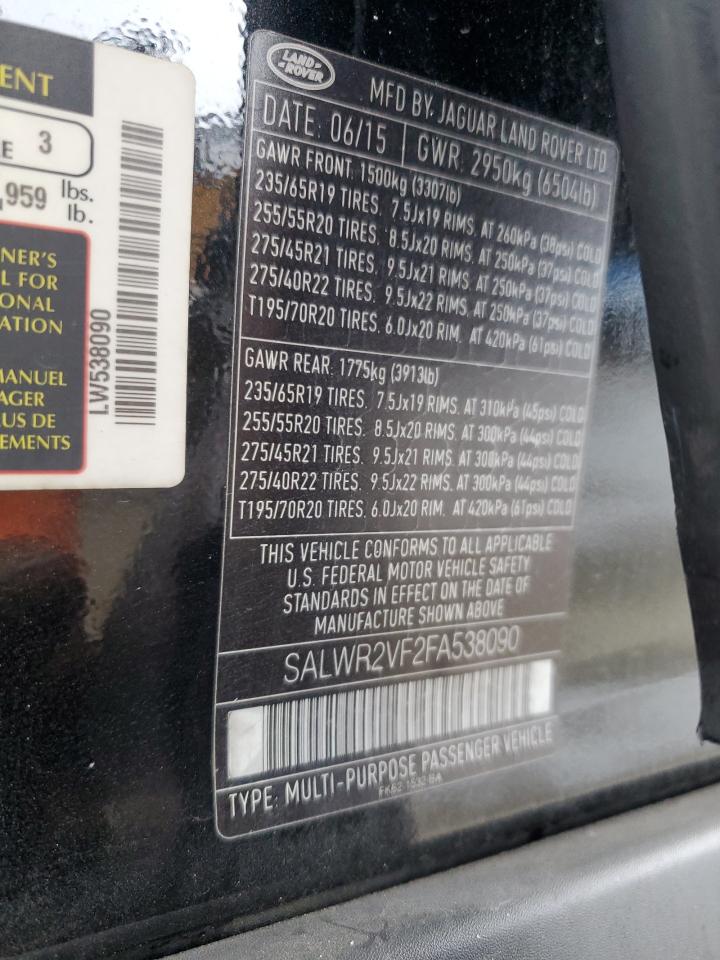 ENT
E 3
,959 lbs.
lb.
NER'S
L FOR
ONAL
ATION
MANUEL
AGER
LUS DE
EMENTS
LW538090
LAND
ROVER
MFD BY. JAGUAR LAND ROVER LTD
DATE: 06/15 GWR: 2950kg (6504lb)
GAWR FRONT. 1500kg (3307lb)
235/65R19 TIRES. 7.5Jx19 RIMS. AT 260kPa (38psi) COLD
255/55R20 TIRES. 8.5Jx20 RIMS. AT 250kPa (37psi) COLD
275/45R21 TIRES. 9.5Jx21 RIMS. AT 250kPa (37psi) COLD
275/40R22 TIRES. 9.5Jx22 RIMS. AT 250kPa (37psi) COLD
T195/70R20 TIRES. 6.0Jx20 RIM. AT 420kPa (61psi) COLD
GAWR REAR: 1775kg (3913lb)
235/65R19 TIRES. 7.5Jx19 RIMS. AT 310kPa (45psi) COLD
255/55R20 TIRES. 8.5Jx20 RIMS. AT 300kPa (44psi) COLD
275/45R21 TIRES. 9.5Jx21 RIMS. AT 300kPa (44psi) COLD
275/40R22 TIRES. 9.5Jx22 RIMS. AT 300kPa (44psi) COLD
T195/70R20 TIRES. 6.0Jx20 RIM. AT 420kPa (61psi) COLD
THIS VEHICLE CONFORMS TO ALL APPLICABLE
U.S. FEDERAL MOTOR VEHICLE SAFETY
STANDARDS IN EFFECT ON THE DATE OF
MANUFACTURE SHOWN ABOVE
SALWR2VF2FA538090
TYPE: MULTI-PURPOSE PASSENGER VEHICLE
FK62-1532-BA